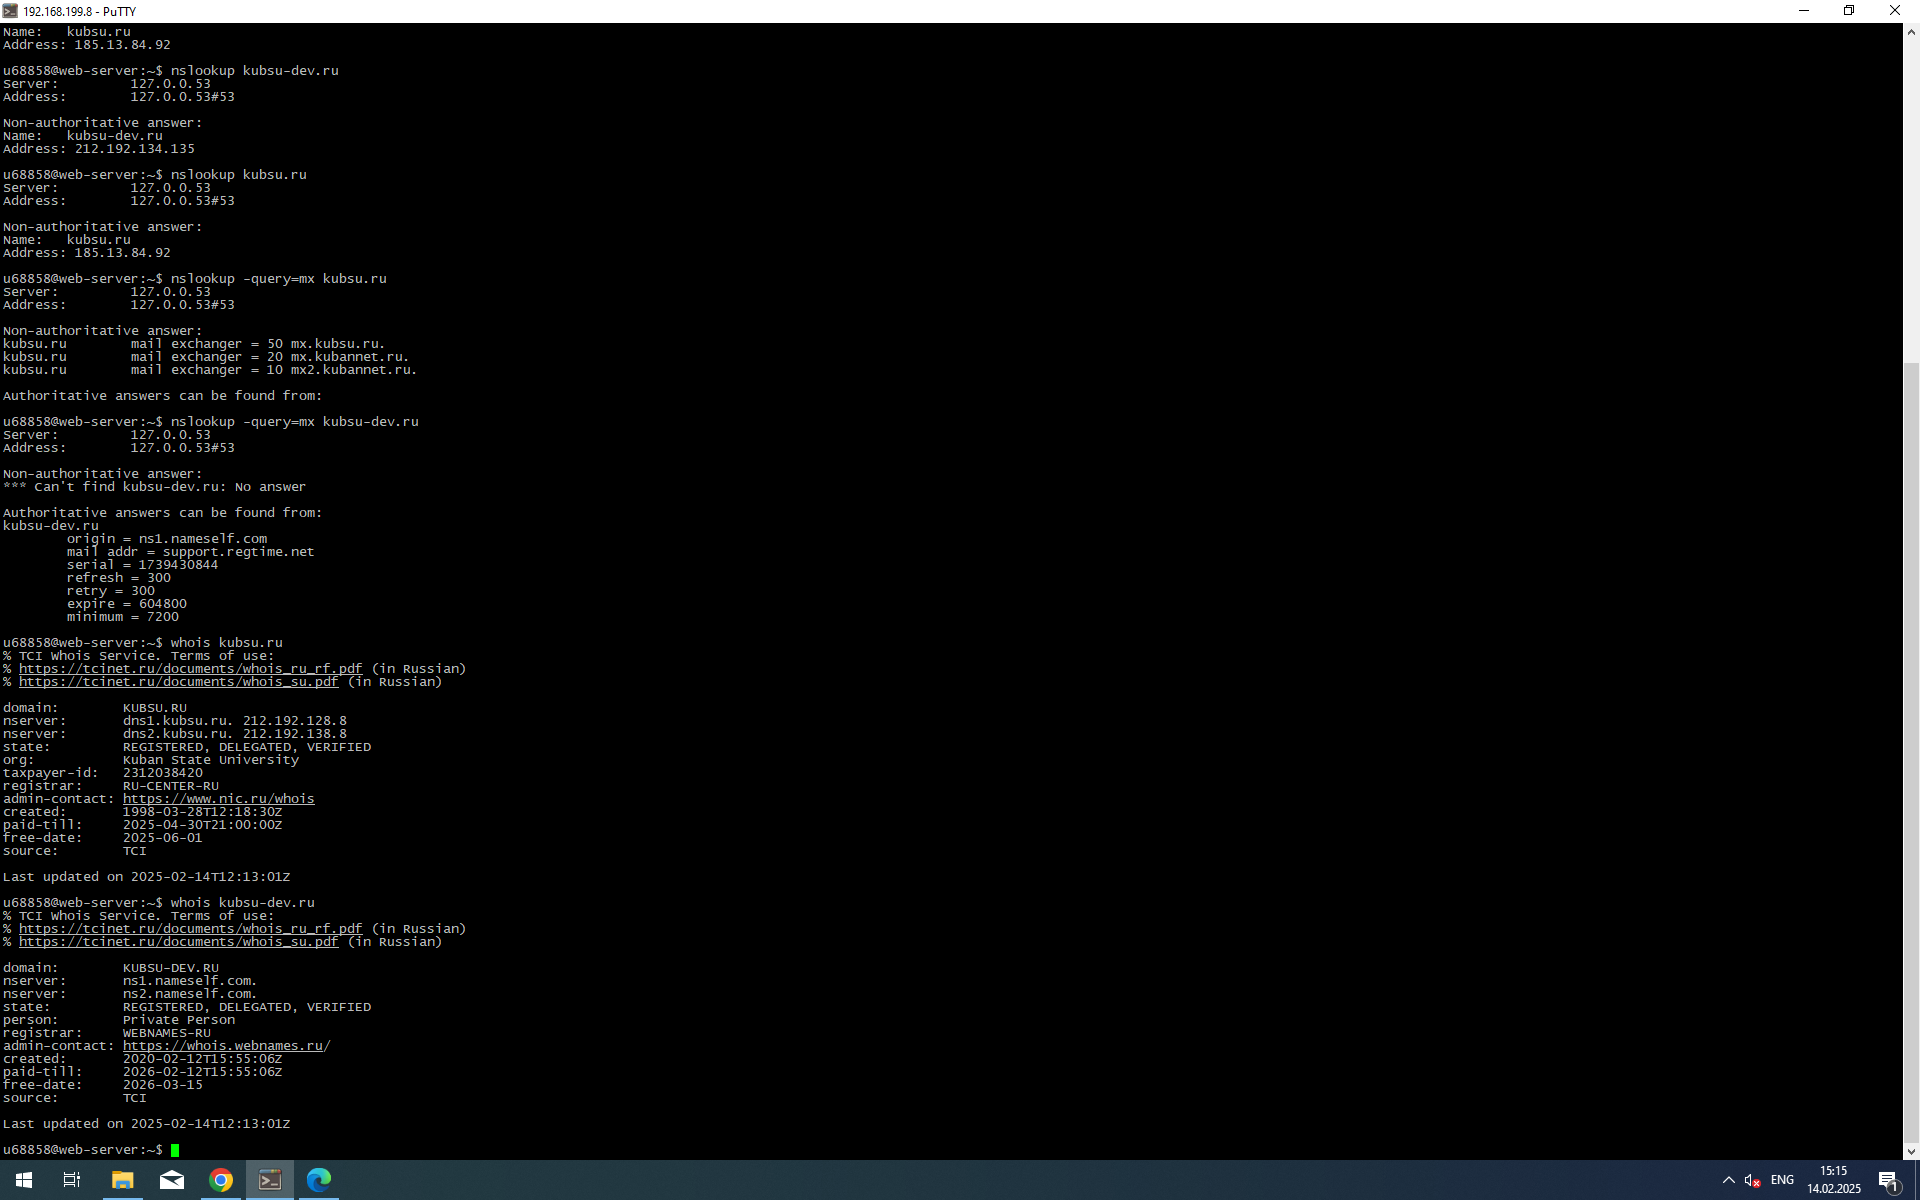 192.168.199.8 - PuTTY
Name:   kubsu.ru
Address: 185.13.84.92
u68858@web-server:~$ nslookup kubsu-dev.ru
Server:         127.0.0.53
Address:        127.0.0.53#53
Non-authoritative answer:
Name:   kubsu-dev.ru
Address: 212.192.134.135
u68858@web-server:~$ nslookup kubsu.ru
Server:         127.0.0.53
Address:        127.0.0.53#53
Non-authoritative answer:
Name:   kubsu.ru
Address: 185.13.84.92
u68858@web-server:~$ nslookup -query=mx kubsu.ru
Server:         127.0.0.53
Address:        127.0.0.53#53
Non-authoritative answer:
kubsu.ru        mail exchanger = 50 mx.kubsu.ru.
kubsu.ru        mail exchanger = 20 mx.kubannet.ru.
kubsu.ru        mail exchanger = 10 mx2.kubannet.ru.
Authoritative answers can be found from:
u68858@web-server:~$ nslookup -query=mx kubsu-dev.ru
Server:         127.0.0.53
Address:        127.0.0.53#53
Non-authoritative answer:
*** Can't find kubsu-dev.ru: No answer
Authoritative answers can be found from:
kubsu-dev.ru
        origin = ns1.nameself.com
        mail addr = support.regtime.net
        serial = 1739430844
        refresh = 300
        retry = 300
        expire = 604800
        minimum = 7200
u68858@web-server:~$ whois kubsu.ru
% TCI Whois Service. Terms of use:
% https://tcinet.ru/documents/whois_ru_rf.pdf (in Russian)
% https://tcinet.ru/documents/whois_su.pdf (in Russian)
domain:        KUBSU.RU
nserver:       dns1.kubsu.ru. 212.192.128.8
nserver:       dns2.kubsu.ru. 212.192.138.8
state:         REGISTERED, DELEGATED, VERIFIED
org:           Kuban State University
taxpayer-id:   2312038420
registrar:     RU-CENTER-RU
admin-contact: https://www.nic.ru/whois
created:       1998-03-28T12:18:30Z
paid-till:     2025-04-30T21:00:00Z
free-date:     2025-06-01
source:        TCI
Last updated on 2025-02-14T12:13:01Z
u68858@web-server:~$ whois kubsu-dev.ru
% TCI Whois Service. Terms of use:
% https://tcinet.ru/documents/whois_ru_rf.pdf (in Russian)
% https://tcinet.ru/documents/whois_su.pdf (in Russian)
domain:        KUBSU-DEV.RU
nserver:       ns1.nameself.com.
nserver:       ns2.nameself.com.
state:         REGISTERED, DELEGATED, VERIFIED
person:        Private Person
registrar:     WEBNAMES-RU
admin-contact: https://whois.webnames.ru/
created:       2020-02-12T15:55:06Z
paid-till:     2026-02-12T15:55:06Z
free-date:     2026-03-15
source:        TCI
Last updated on 2025-02-14T12:13:01Z
u68858@web-server:~$
ENG
15:15
14.02.2025
1